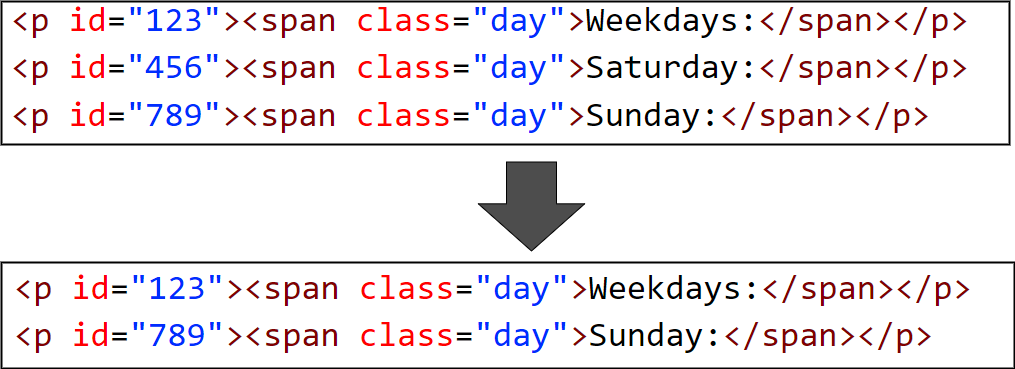 <p id="123"><span class="day">Weekdays:</span></p>
<p id="456"><span class="day">Saturday:</span></p>
<p id="789"><span class="day">Sunday:</span></p>
<p id="123"><span class="day">Weekdays:</span></p>
<p id="789"><span class="day">Sunday:</span></p>